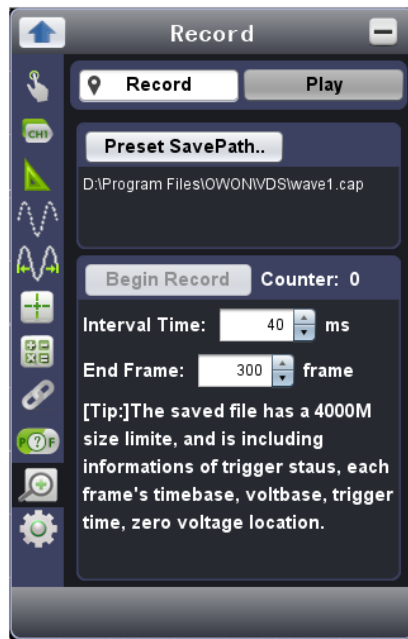 Record
Record Play
CH1
Preset SavePath..
D:\Program Files\OWON\VDS\wave1.cap
Begin Record Counter: 0
Interval Time: 40 ms
End Frame: 300 frame
[Tip:]The saved file has a 4000M
size limite, and is including
informations of trigger staus, each
frame's timebase, voltbase, trigger
time, zero voltage location.
P?F